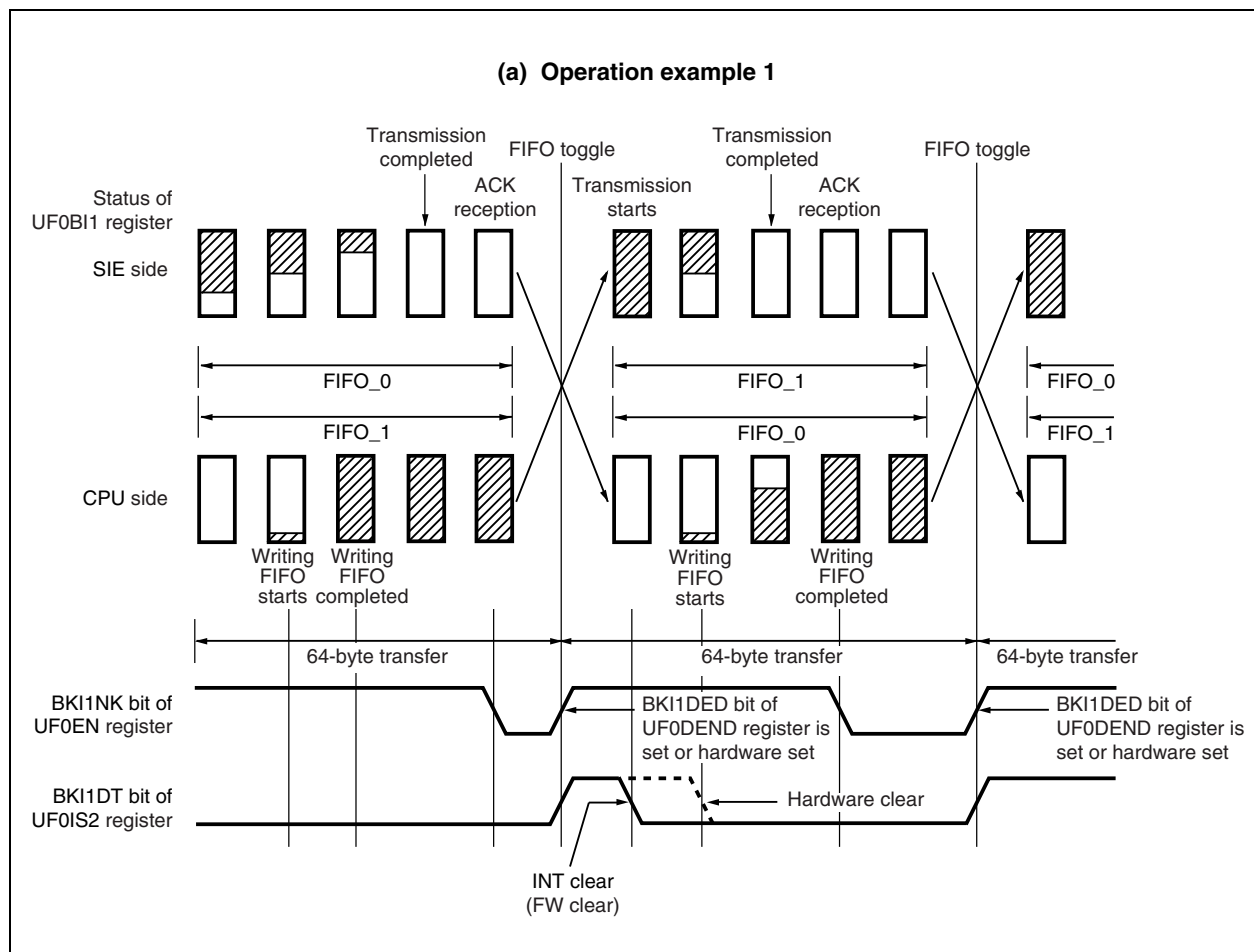 (a) Operation example 1
Transmission
completed
FIFO toggle
Transmission
completed
FIFO toggle
Status of
UF0BI1 register
ACK
reception
Transmission
starts
ACK
reception
SIE side
FIFO_0
FIFO_1
FIFO_0
FIFO_1
FIFO_0
FIFO_1
CPU side
Writing
FIFO
starts
Writing
FIFO
completed
Writing
FIFO
starts
Writing
FIFO
completed
64-byte transfer
64-byte transfer
64-byte transfer
BKI1NK bit of
UF0EN register
BKI1DED bit of
UF0DEND register is
set or hardware set
BKI1DED bit of
UF0DEND register is
set or hardware set
BKI1DT bit of
UF0IS2 register
Hardware clear
INT clear
(FW clear)